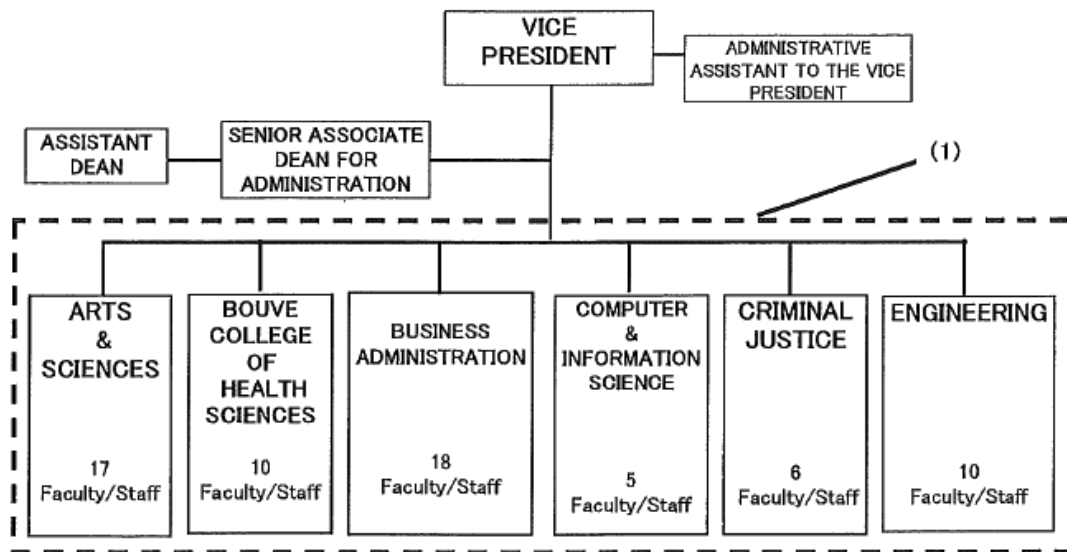 VICE
PRESIDENT
ADMINISTRATIVE
ASSISTANT TO THE VICE
PRESIDENT
ASSISTANT
DEAN
SENIOR ASSOCIATE
DEAN FOR
ADMINISTRATION
(1)
ARTS
&
SCIENCES
17
Faculty/Staff
BOUVE
COLLEGE
OF
HEALTH
SCIENCES
10
Faculty/Staff
BUSINESS
ADMINISTRATION
18
Faculty/Staff
COMPUTER
&
INFORMATION
SCIENCE
5
Faculty/Staff
CRIMINAL
JUSTICE
6
Faculty/Staff
ENGINEERING
10
Faculty/Staff